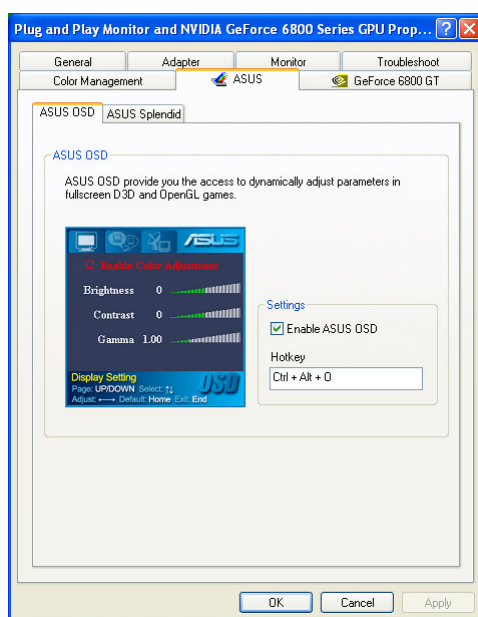 Plug and Play Monitor and NVIDIA GeForce 6800 Series GPU Prop...
General Adapter Monitor Troubleshoot
Color Management ASUS GeForce 6800 GT
ASUS OSD ASUS Splendid
ASUS OSD
ASUS OSD provide you the access to dynamically adjust parameters in
fullscreen D3D and OpenGL games.
ASUS
Enable Color Adjustment
Brightness 0
Contrast 0
Gamma 1.00
Display Setting
Page: UP/DOWN Select: ↑↓
Adjust: ←→ Default: Home Exit: End
OSD
Settings
Enable ASUS OSD
Hotkey
Ctrl + Alt + O
OK Cancel Apply